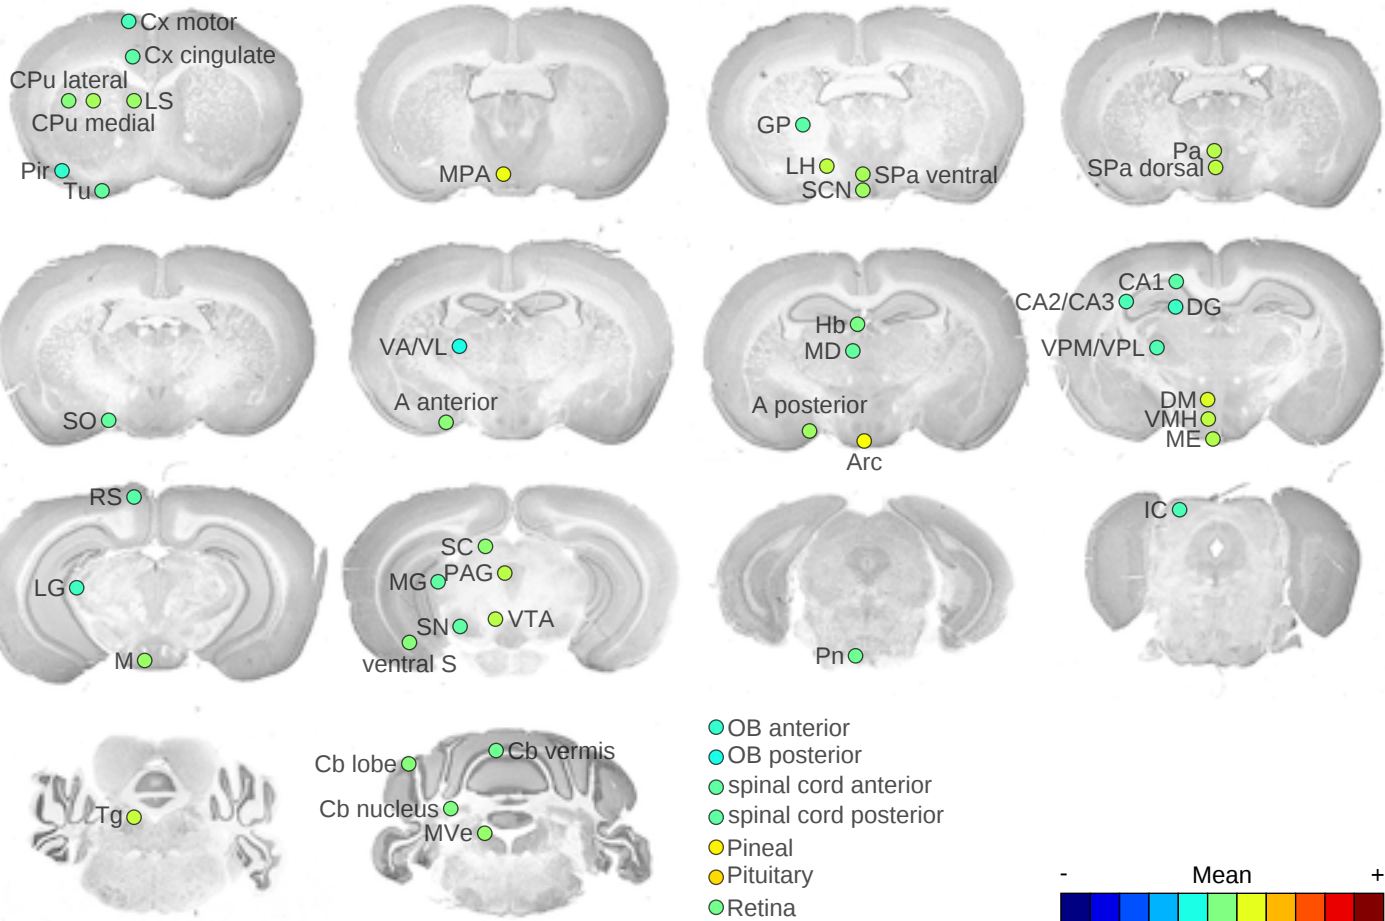 Cx motor
Cx cingulate
CPu lateral
LS
CPu medial
Pir
Tu
MPA
GP
LH
SPa ventral
SCN
Pa
SPa dorsal
SO
VA/VL
A anterior
Hb
MD
A posterior
Arc
CA1
CA2/CA3
DG
VPM/VPL
DM
VMH
ME
RS
LG
M
SC
PAG
MG
SN
VTA
ventral S
Pn
IC
Tg
Cb lobe
Cb vermis
Cb nucleus
MVe
OB anterior
OB posterior
spinal cord anterior
spinal cord posterior
Pineal
Pituitary
Retina
- Mean +